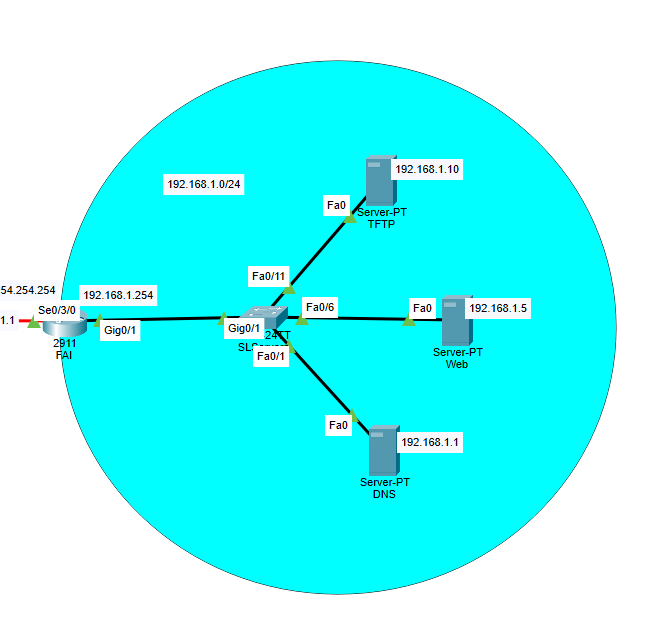 192.168.1.10
192.168.1.0/24
Fa0
Server-PT
TFTP
Fa0/11
54.254.254
192.168.1.254
Se0/3/0
Fa0/6
Fa0
192.168.1.5
1.1
Gig0/1
Gig0/1
24TT
2911
FAI
Fa0/1
Server-PT
Web
Fa0
192.168.1.1
Server-PT
DNS